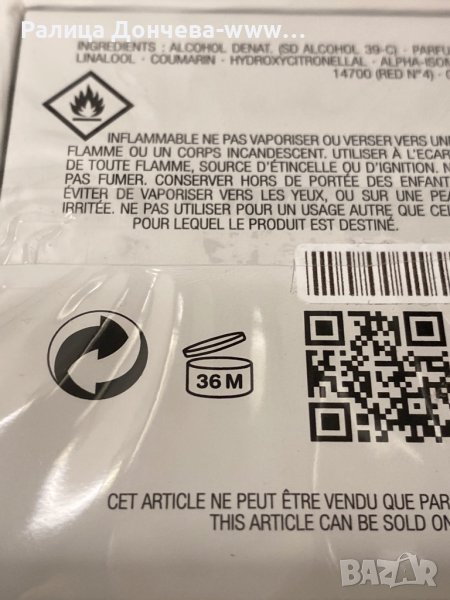 Ралица Дончева-www...
INGREDIENTS : ALCOHOL DENAT. (SD ALCOHOL 39-C) · PARFU
LINALOOL · COUMARIN · HYDROXYCITRONELLAL · ALPHA-ISOM
14700 (RED N°4) ·
INFLAMMABLE NE PAS VAPORISER OU VERSER VERS UNE
FLAMME OU UN CORPS INCANDESCENT. UTILISER À L'ECAR
DE TOUTE FLAMME, SOURCE D'ÉTINCELLE OU D'IGNITION. N
PAS FUMER. CONSERVER HORS DE PORTÉE DES ENFANT
ÉVITER DE VAPORISER VERS LES YEUX, OU SUR UNE PEA
IRRITÉE. NE PAS UTILISER POUR UN USAGE AUTRE QUE CEL
POUR LEQUEL LE PRODUIT EST DESTINÉ.
36 M
CET ARTICLE NE PEUT ÊTRE VENDU QUE PAR
THIS ARTICLE CAN BE SOLD ON
BAZAR.bg